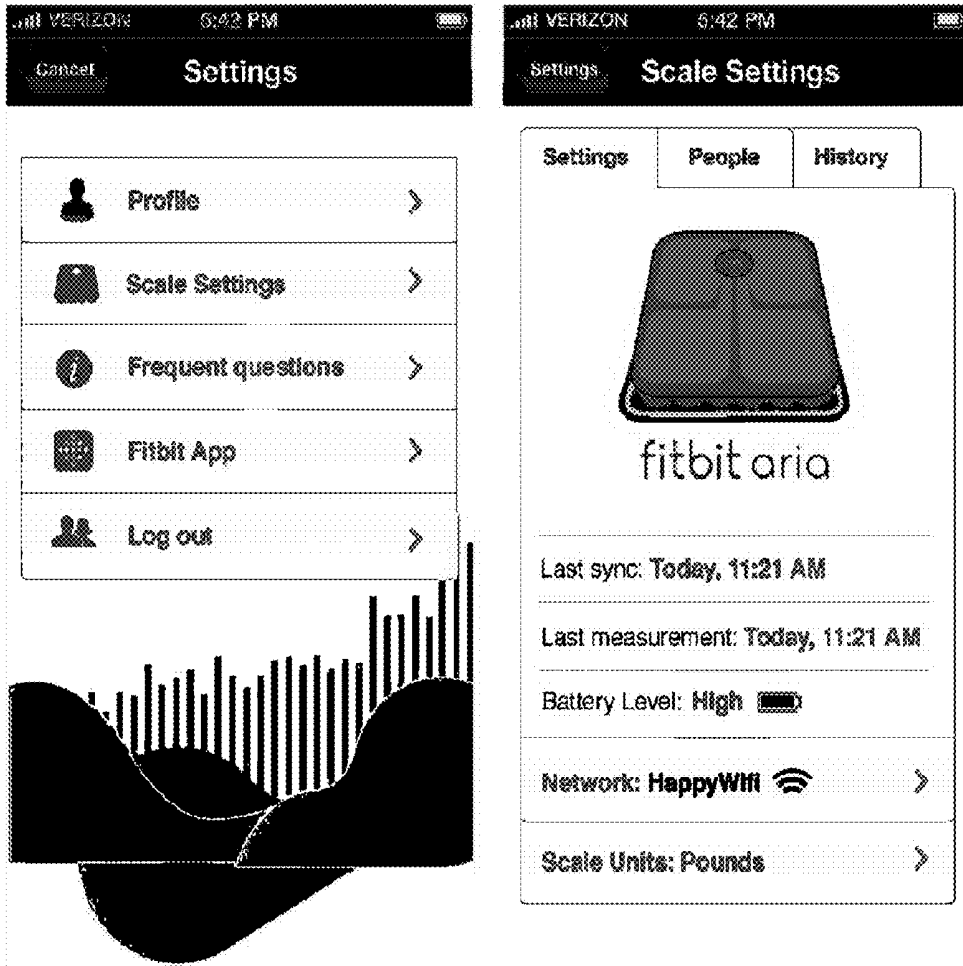 VERIZON 5:42 PM
Cancel Settings
Profile
Scale Settings
Frequent questions
Fitbit App
Log out
VERIZON 5:42 PM
Settings Scale Settings
Settings People History
fitbit aria
Last sync: Today, 11:21 AM
Last measurement: Today, 11:21 AM
Battery Level: High
Network: HappyWifi
Scale Units: Pounds